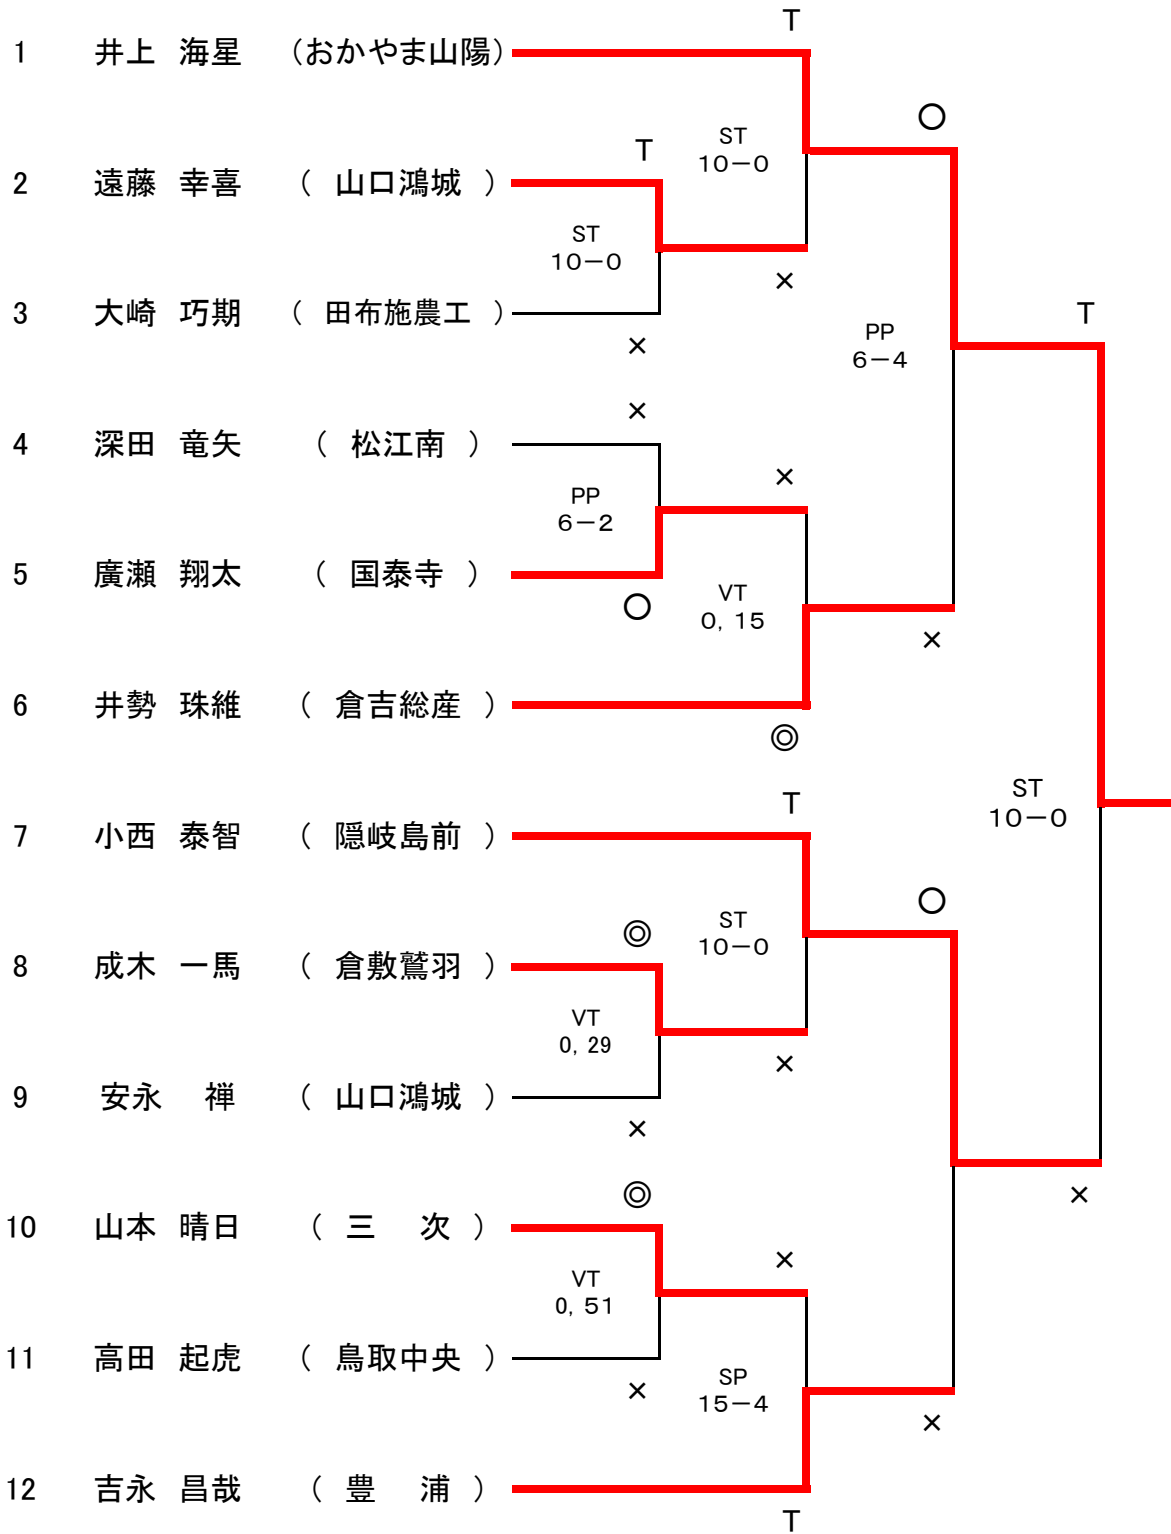 T
1 井上 海星 （おかやま山陽）
○
ST
10－0
T
2 遠藤 幸喜 （ 山口鴻城 ）
ST
10－0
×
3 大崎 巧期 （ 田布施農工 ）
T
PP
6－4
×
×
4 深田 竜矢 （ 松江南 ）
×
PP
6－2
5 廣瀬 翔太 （ 国泰寺 ）
VT
0，15
○
×
6 井勢 珠維 （ 倉吉総産 ）
◎
ST
10－0
T
7 小西 泰智 （ 隠岐島前 ）
○
ST
10－0
◎
8 成木 一馬 （ 倉敷鷲羽 ）
VT
0，29
×
9 安永 禅 （ 山口鴻城 ）
×
×
◎
10 山本 晴日 （ 三 次 ）
×
VT
0，51
11 高田 起虎 （ 鳥取中央 ）
SP
15－4
×
×
12 吉永 昌哉 （ 豊 浦 ）
T